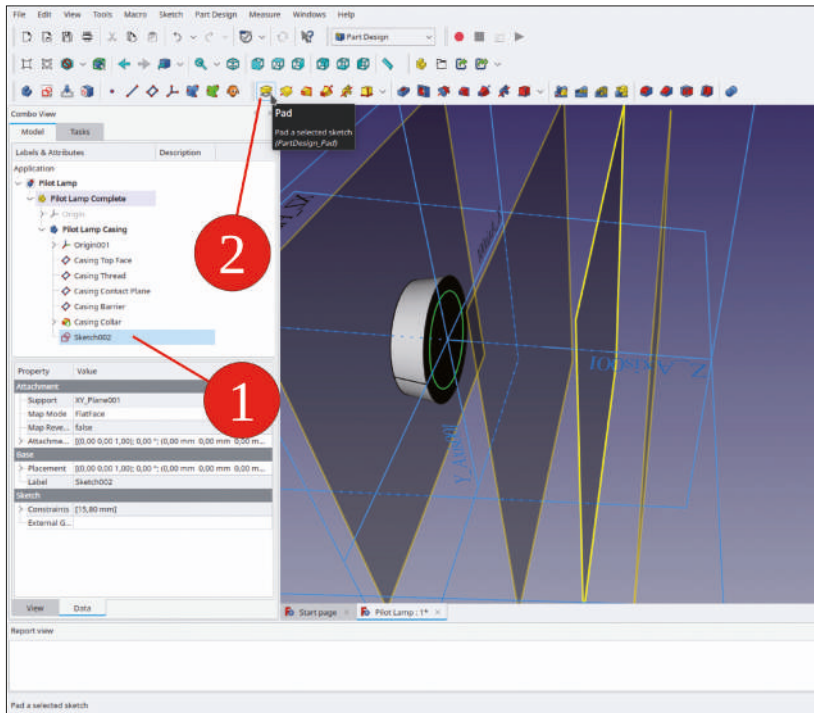 File Edit View Tools Macro Sketch Part Design Measure Windows Help
Part Design
Combo View
Pad
Model Tasks
Pad a selected sketch
(PartDesign_Pad)
Labels & Attributes Description
Application
Pilot Lamp
Pilot Lamp Complete
Origin
Pilot Lamp Casing
Origin001
Casing Top Face
Casing Thread
Casing Contact Plane
Casing Barrier
Casing Collar
Sketch002
2
1
Property Value
Attachment
Support XY_Plane001
Map Mode FlatFace
Map Reve... false
Attachme... [(0,00 0,00 1,00); 0,00 °; (0,00 mm 0,00 mm 0,00 m...
Base
Placement [(0,00 0,00 1,00); 0,00 °; (0,00 mm 0,00 mm 0,00 m...
Label Sketch002
Sketch
Constraints [15,80 mm]
External G...
Z_Axis001
Y_Axis001
View Data
Start page Pilot Lamp : 1*
Report view
Pad a selected sketch